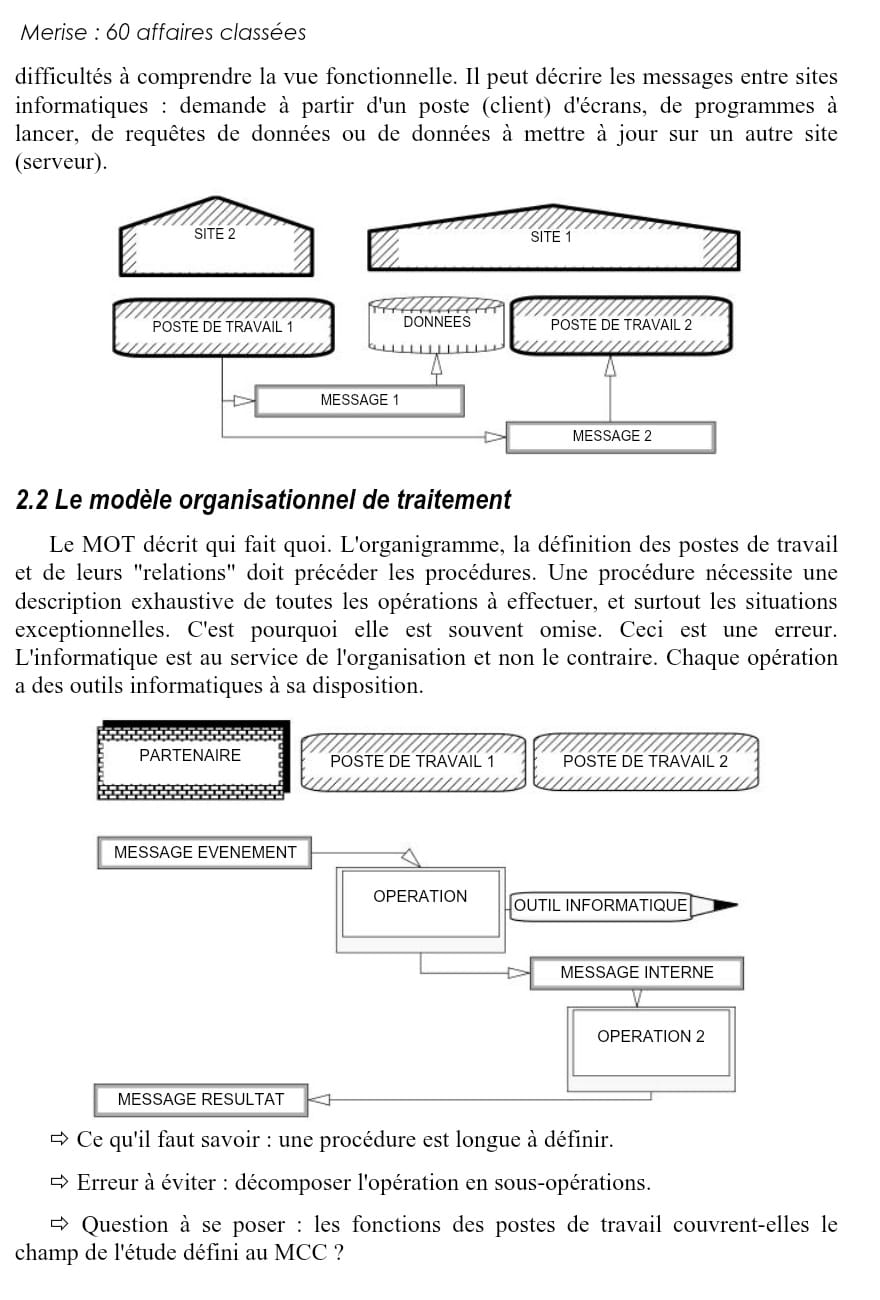 Merise : 60 affaires classées
difficultés à comprendre la vue fonctionnelle. Il peut décrire les messages entre sites
informatiques : demande à partir d'un poste (client) d'écrans, de programmes à
lancer, de requêtes de données ou de données à mettre à jour sur un autre site
(serveur).
SITE 2
SITE 1
POSTE DE TRAVAIL 1
DONNEES
POSTE DE TRAVAIL 2
MESSAGE 1
MESSAGE 2
2.2 Le modèle organisationnel de traitement
Le MOT décrit qui fait quoi. L'organigramme, la définition des postes de travail
et de leurs "relations" doit précéder les procédures. Une procédure nécessite une
description exhaustive de toutes les opérations à effectuer, et surtout les situations
exceptionnelles. C'est pourquoi elle est souvent omise. Ceci est une erreur.
L'informatique est au service de l'organisation et non le contraire. Chaque opération
a des outils informatiques à sa disposition.
PARTENAIRE
POSTE DE TRAVAIL 1
POSTE DE TRAVAIL 2
MESSAGE EVENEMENT
OPERATION
OUTIL INFORMATIQUE
MESSAGE INTERNE
OPERATION 2
MESSAGE RESULTAT
⇨ Ce qu'il faut savoir : une procédure est longue à définir.
⇨ Erreur à éviter : décomposer l'opération en sous-opérations.
⇨ Question à se poser : les fonctions des postes de travail couvrent-elles le
champ de l'étude défini au MCC ?